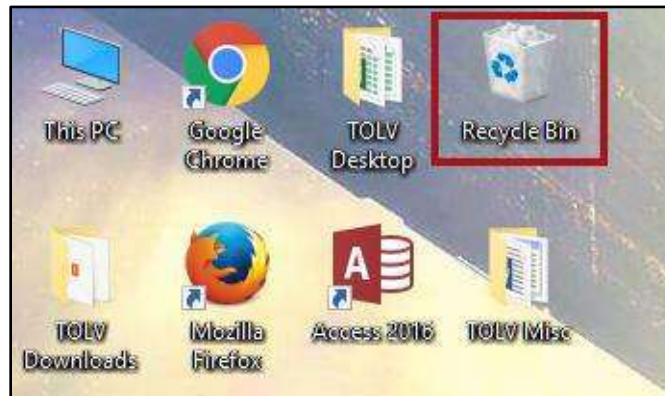 This PC
Google
Chrome
TOLV
Desktop
Recycle Bin
TOLV
Downloads
Mozilla
Firefox
A
Access 2016
TOLV Misc